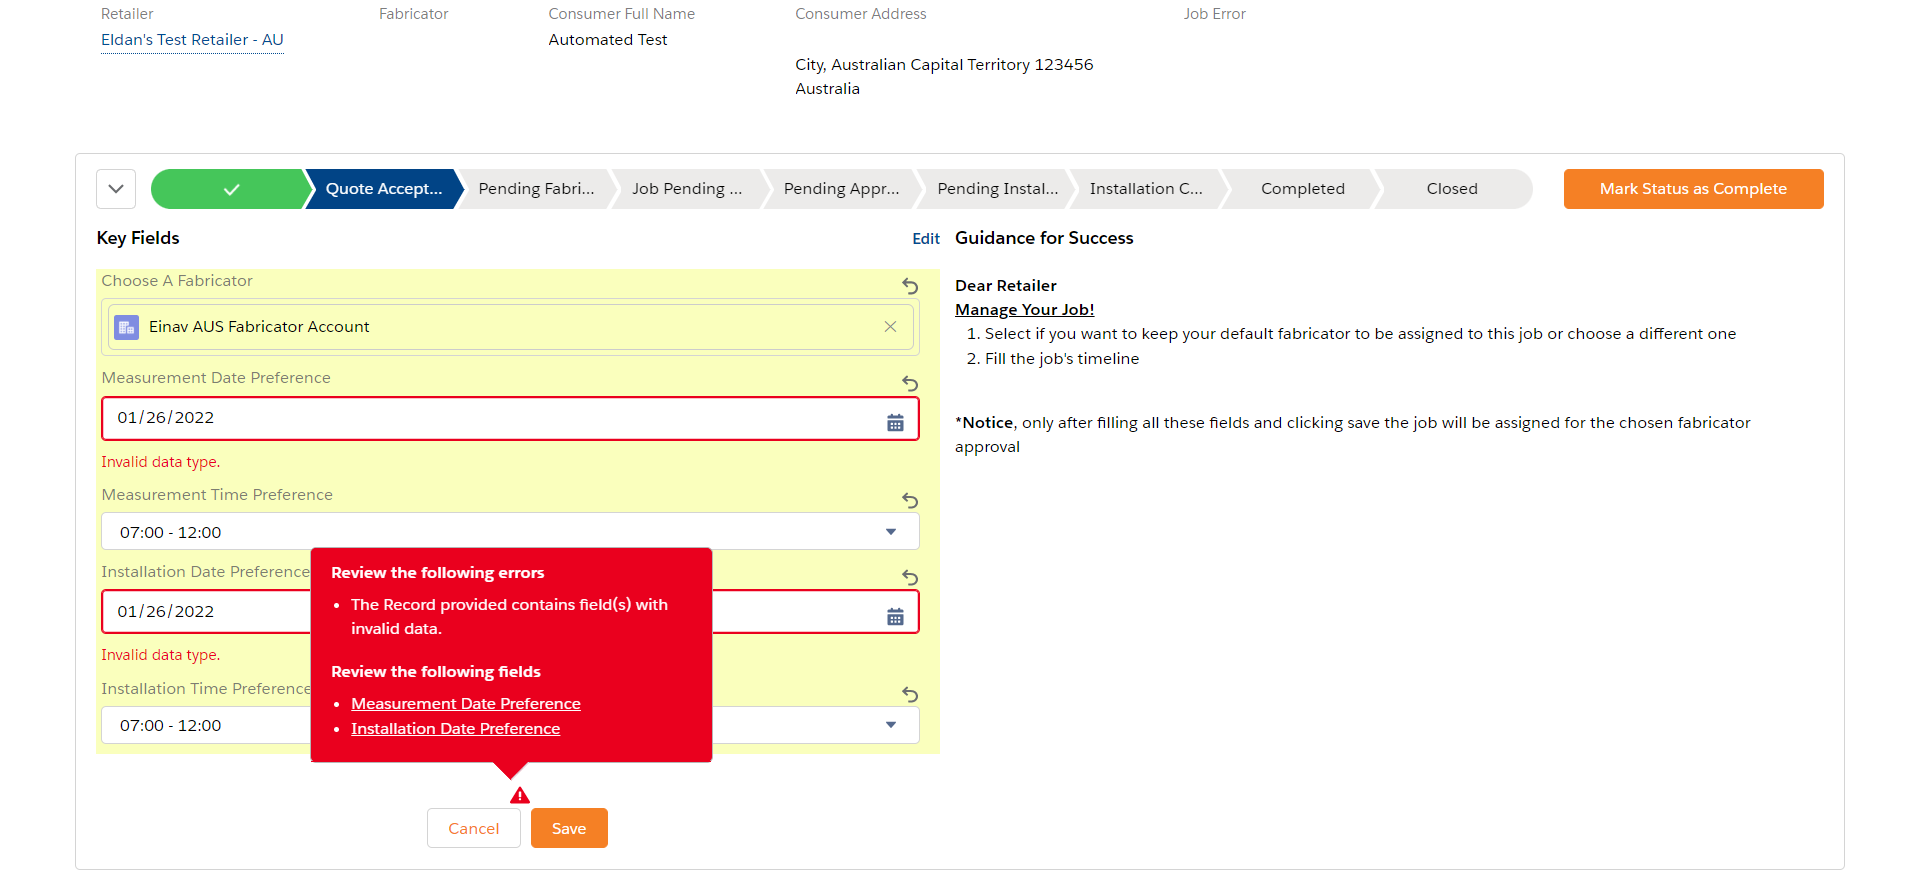 Retailer
Fabricator
Consumer Full Name
Consumer Address
Job Error
Eldan's Test Retailer - AU
Automated Test
City, Australian Capital Territory 123456
Australia
Quote Accept...
Pending Fabri...
Job Pending ...
Pending Appr...
Pending Instal...
Installation C...
Completed
Closed
Mark Status as Complete
Key Fields
Edit
Choose A Fabricator
Einav AUS Fabricator Account
Measurement Date Preference
01/26/2022
Invalid data type.
Measurement Time Preference
07:00 - 12:00
Installation Date Preference
01/26/2022
Invalid data type.
Installation Time Preference
07:00 - 12:00
Review the following errors
• The Record provided contains field(s) with
invalid data.
Review the following fields
• Measurement Date Preference
• Installation Date Preference
Cancel
Save
Guidance for Success
Dear Retailer
Manage Your Job!
1. Select if you want to keep your default fabricator to be assigned to this job or choose a different one
2. Fill the job's timeline
*Notice, only after filling all these fields and clicking save the job will be assigned for the chosen fabricator
approval